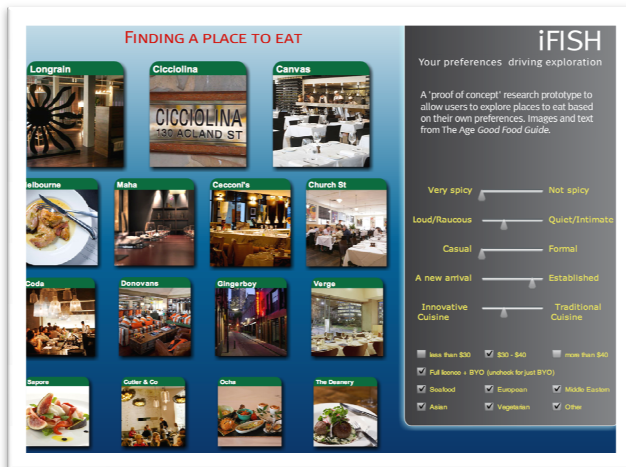 FINDING A PLACE TO EAT
Longrain
Cicciolina
CICCIOLINA
130 ACLAND ST
Canvas
elbourne
Maha
Cecconi's
Church St
Coda
Donovans
Gingerboy
Verge
Sapore
Cutler & Co
Ocha
The Deanery
iFISH
Your preferences driving exploration
A 'proof of concept' research prototype to
allow users to explore places to eat based
on their own preferences. Images and text
from The Age Good Food Guide.
Very spicy Not spicy
Loud/Raucous Quiet/Intimate
Casual Formal
A new arrival Established
Innovative Cuisine Traditional Cuisine
less than $30 $30 - $40 more than $40
Full licence + BYO (uncheck for just BYO)
Seafood European Middle Eastern
Asian Vegetarian Other